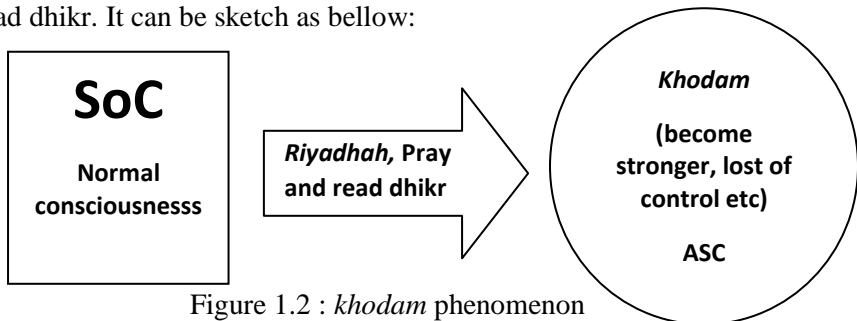 ad dhikr. It can be sketch as bellow:
SoC
Normal
consciousnesss
Riyadhah, Pray
and read dhikr
Khodam
(become
stronger, lost of
control etc)
ASC
Figure 1.2 : khodam phenomenon